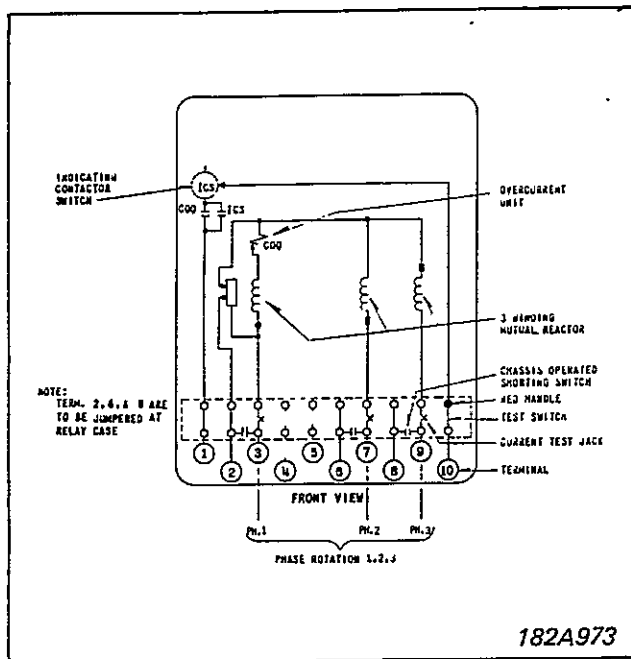 INDICATION
CONTACTOR
SWITCH
ICS
COQ
ICS
OVERCURRENT
UNIT
COQ
3 WINDING
MUTUAL REACTOR
CHASSIS OPERATED
SHORTING SWITCH
RED HANDLE
TEST SWITCH
CURRENT TEST JACK
TERMINAL
NOTE:
TERM. 2,6,& 8 ARE
TO BE JUMPERED AT
RELAY CASE
1
2
3
4
5
6
7
8
9
10
FRONT VIEW
PH.1
PH.2
PH.3
PHASE ROTATION 1,2,3
182A973